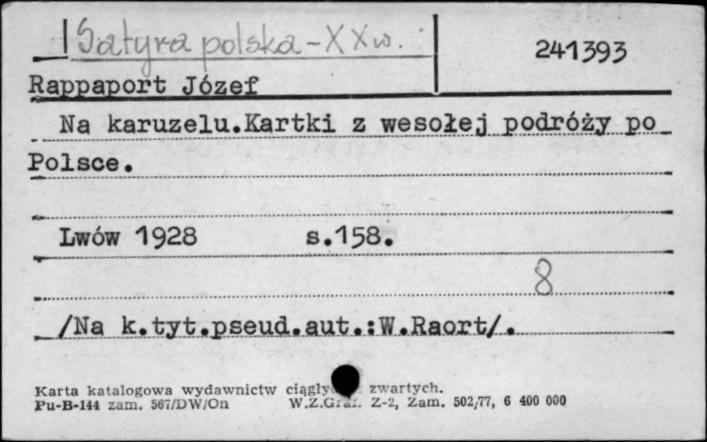 Satyra polska - XX w.
241393
Rappaport Józef
Na karuzelu.Kartki z wesołej podróży po
Polsce.
Lwów 1928 s.158.
8
/Na k.tyt.pseud.aut.:W.Raort/.
Karta katalogowa wydawnictw zwartych.
Pu-B-144 zam. 567/DW/On W.Z.Graf. Z-2, Zam. 502/77, 6 400 000